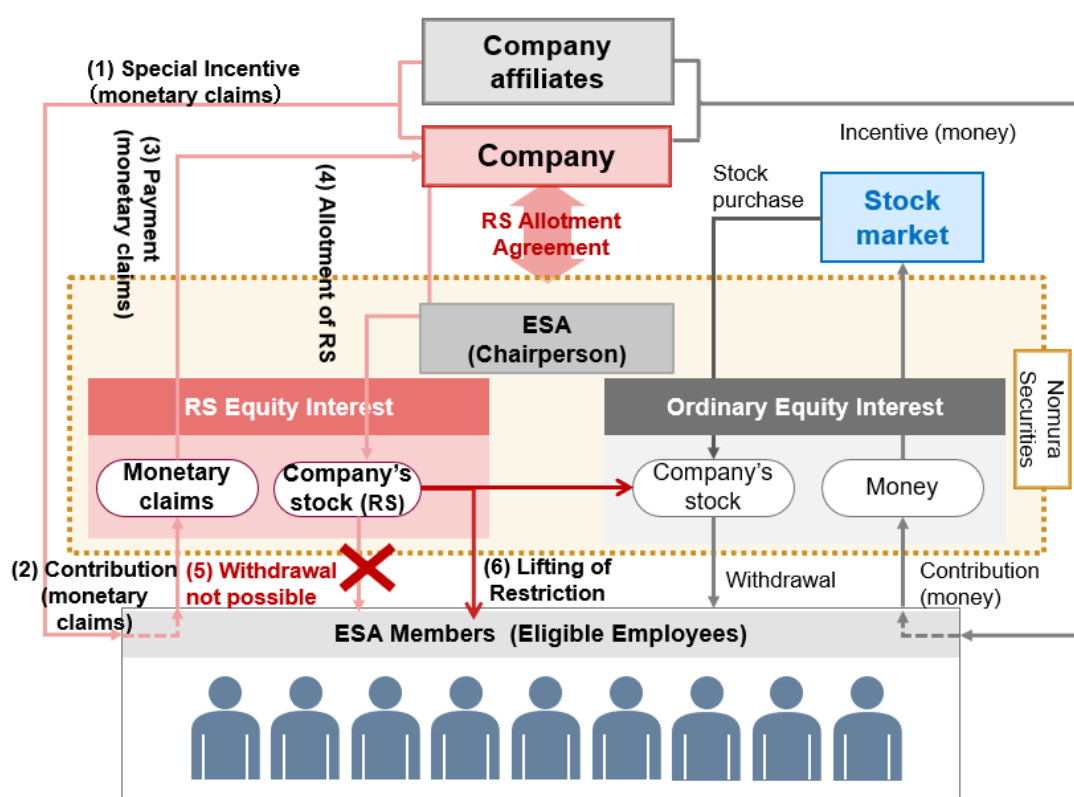 Company
affiliates
(1) Special Incentive
(monetary claims)
Incentive (money)
Company
(3) Payment
(monetary claims)
(4) Allotment of RS
RS Allotment
Agreement
Stock
purchase
Stock
market
ESA
(Chairperson)
Nomura
Securities
RS Equity Interest
Ordinary Equity Interest
Monetary
claims
Company's
stock (RS)
Company's
stock
Money
(2) Contribution
(monetary
claims)
(5) Withdrawal
not possible
(6) Lifting of
Restriction
Withdrawal
Contribution
(money)
ESA Members (Eligible Employees)